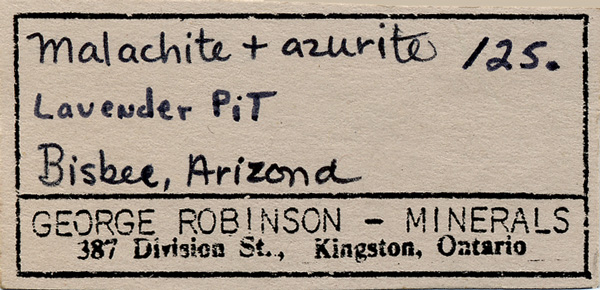 Malachite + azurite 125.
Lavender PiT
Bisbee, Arizona
GEORGE ROBINSON - MINERALS
387 Division St., Kingston, Ontario